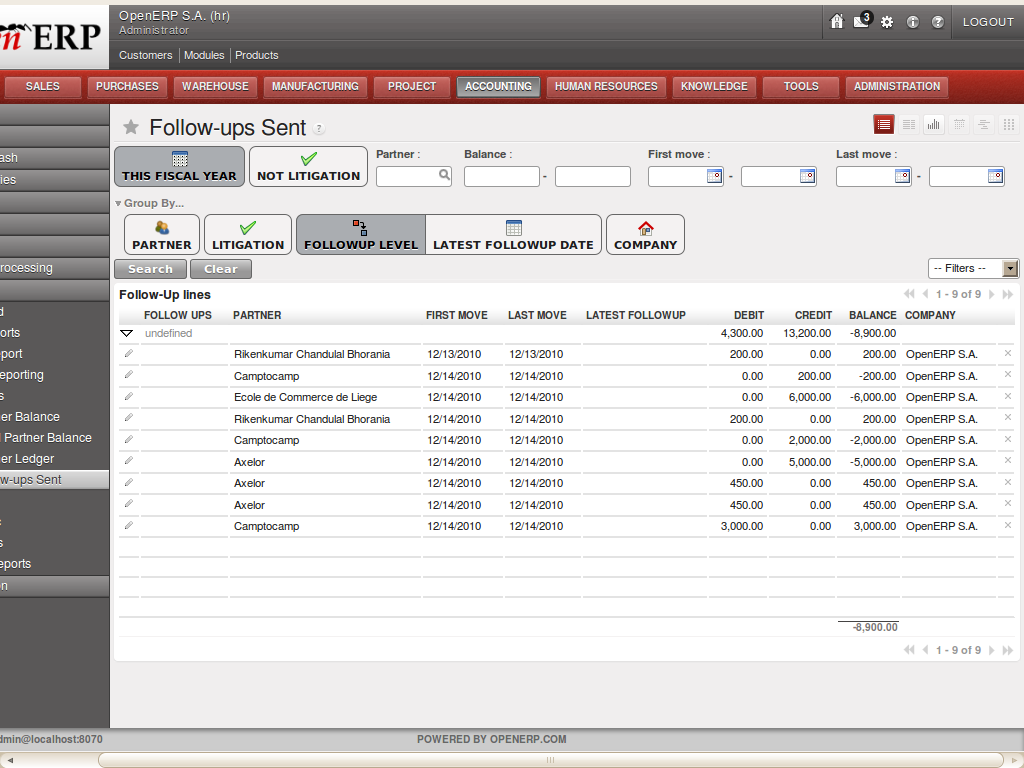 n ERP
OpenERP S.A. (hr)
Administrator
3
LOGOUT
Customers Modules Products
SALES PURCHASES WAREHOUSE MANUFACTURING PROJECT ACCOUNTING HUMAN RESOURCES KNOWLEDGE TOOLS ADMINISTRATION
ash
ies
rocessing
d
orts
port
eporting
s
er Balance
l Partner Balance
er Ledger
w-ups Sent
c
s
eports
n
Follow-ups Sent ?
THIS FISCAL YEAR NOT LITIGATION
Partner : Balance : First move : Last move :
- - -
Group By...
PARTNER LITIGATION FOLLOWUP LEVEL LATEST FOLLOWUP DATE COMPANY
Search Clear -- Filters --
Follow-Up lines 1 - 9 of 9
FOLLOW UPS PARTNER FIRST MOVE LAST MOVE LATEST FOLLOWUP DEBIT CREDIT BALANCE COMPANY
undefined 4,300.00 13,200.00 -8,900.00
Rikenkumar Chandulal Bhorania 12/13/2010 12/13/2010 200.00 0.00 200.00 OpenERP S.A.
Camptocamp 12/14/2010 12/14/2010 0.00 200.00 -200.00 OpenERP S.A.
Ecole de Commerce de Liege 12/14/2010 12/14/2010 0.00 6,000.00 -6,000.00 OpenERP S.A.
Rikenkumar Chandulal Bhorania 12/14/2010 12/14/2010 200.00 0.00 200.00 OpenERP S.A.
Camptocamp 12/14/2010 12/14/2010 0.00 2,000.00 -2,000.00 OpenERP S.A.
Axelor 12/14/2010 12/14/2010 0.00 5,000.00 -5,000.00 OpenERP S.A.
Axelor 12/14/2010 12/14/2010 450.00 0.00 450.00 OpenERP S.A.
Axelor 12/14/2010 12/14/2010 450.00 0.00 450.00 OpenERP S.A.
Camptocamp 12/14/2010 12/14/2010 3,000.00 0.00 3,000.00 OpenERP S.A.
-8,900.00
1 - 9 of 9
dmin@localhost:8070 POWERED BY OPENERP.COM